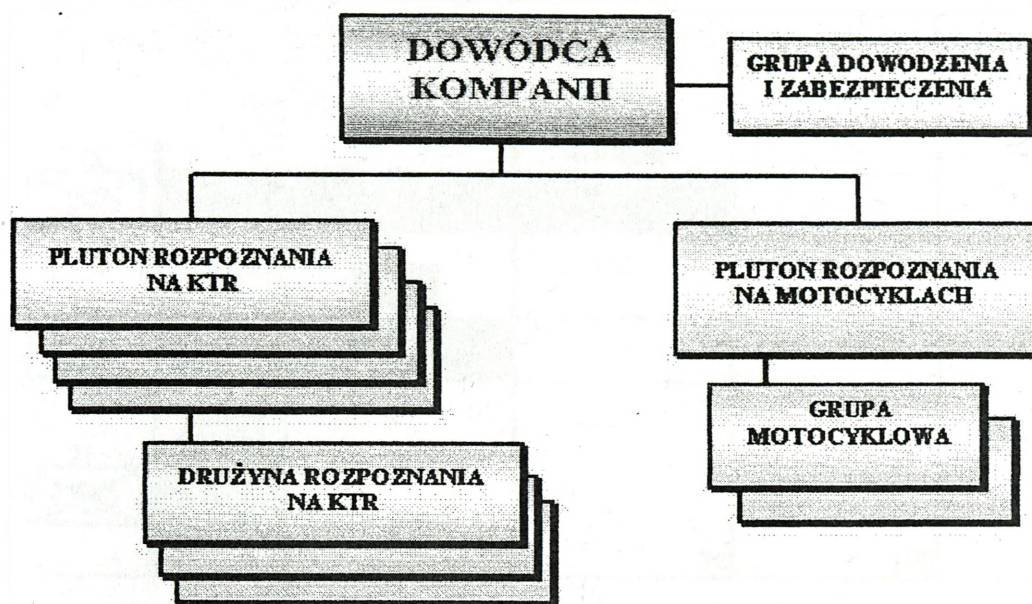 DOWÓDCA
KOMPANII
GRUPA DOWODZENIA
I ZABEZPIECZENIA
PLUTON ROZPOZNANIA
NA KTR
PLUTON ROZPOZNANIA
NA MOTOCYKLACH
GRUPA
MOTOCYKLOWA
DRUŻYNA ROZPOZNANIA
NA KTR